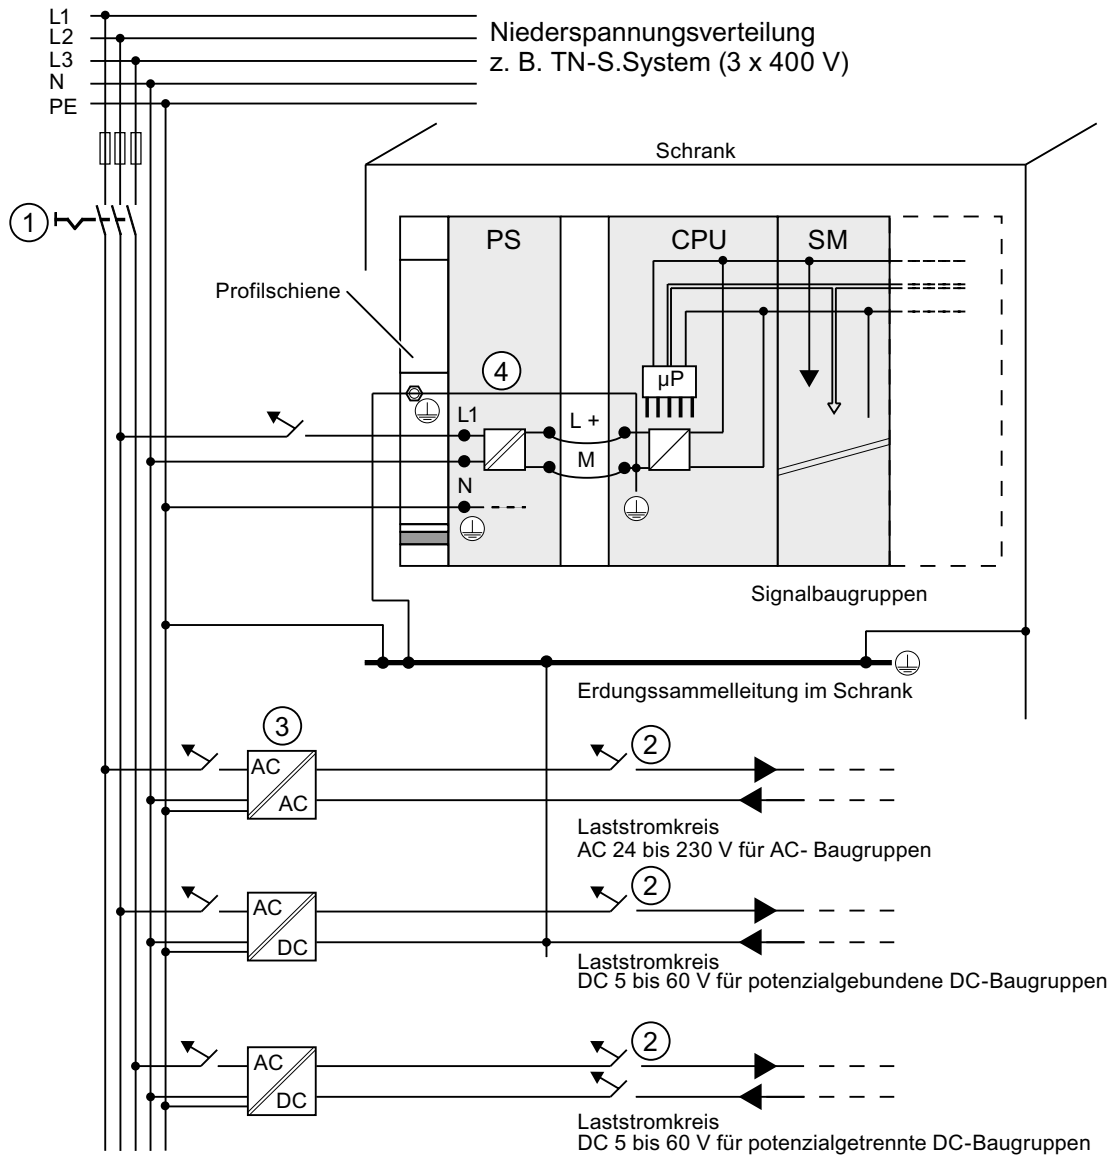 L1
L2
L3
N
PE
Niederspannungsverteilung
z. B. TN-S.System (3 x 400 V)
Schrank
1
PS
CPU
SM
Profilschiene
4
µP
L1
L +
M
N
Signalbaugruppen
Erdungssammelleitung im Schrank
3
2
AC
AC
Laststromkreis
AC 24 bis 230 V für AC- Baugruppen
2
AC
DC
Laststromkreis
DC 5 bis 60 V für potenzialgebundene DC-Baugruppen
2
AC
DC
Laststromkreis
DC 5 bis 60 V für potenzialgetrennte DC-Baugruppen